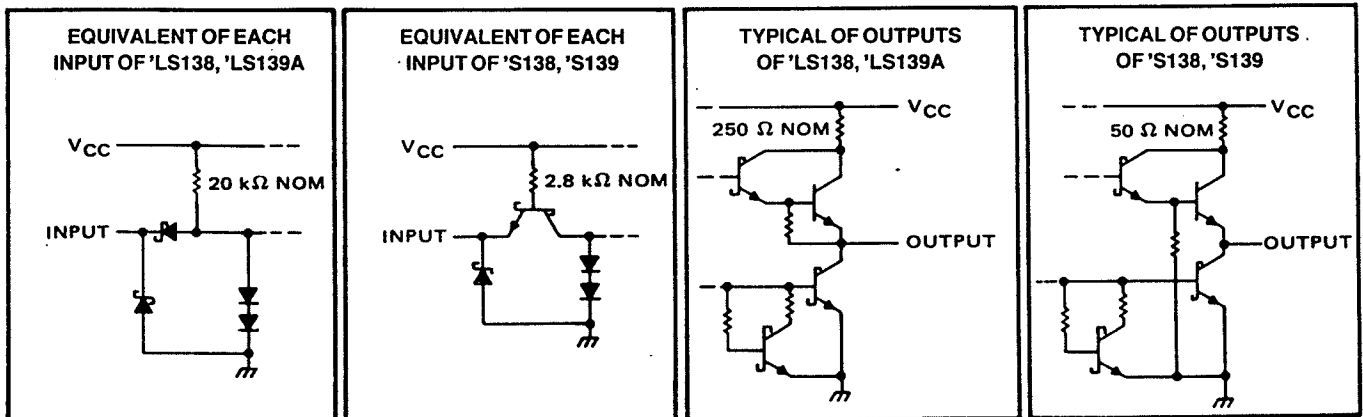 EQUIVALENT OF EACH
INPUT OF 'LS138, 'LS139A
VCC
20 kΩ NOM
INPUT
EQUIVALENT OF EACH
INPUT OF 'S138, 'S139
VCC
2.8 kΩ NOM
INPUT
TYPICAL OF OUTPUTS
OF 'LS138, 'LS139A
VCC
250 Ω NOM
OUTPUT
TYPICAL OF OUTPUTS
OF 'S138, 'S139
VCC
50 Ω NOM
OUTPUT